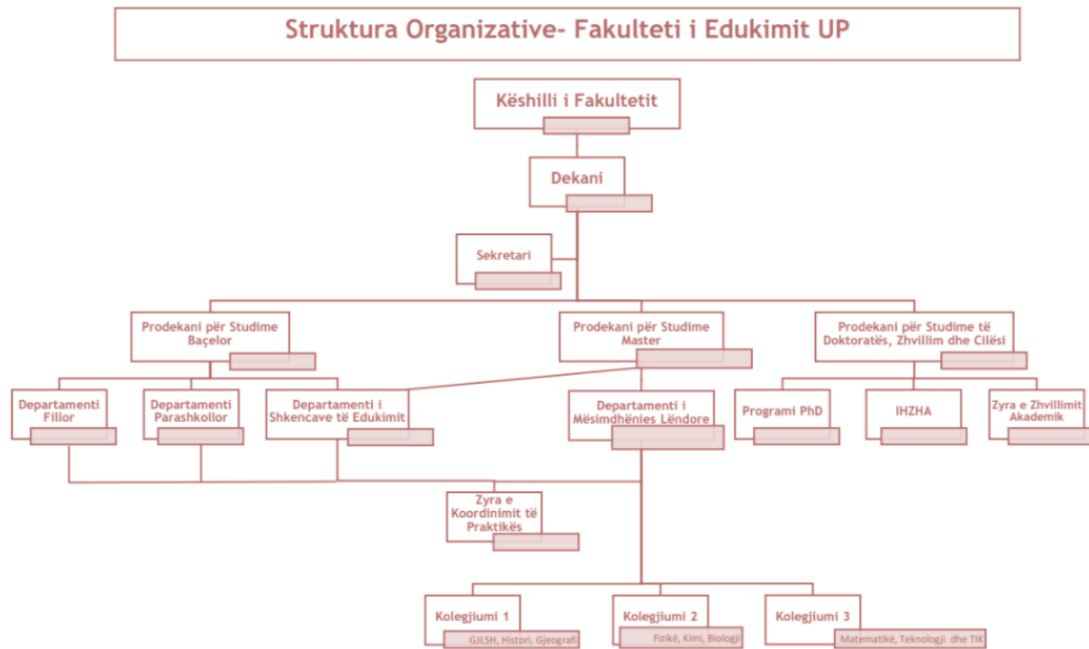 Struktura Organizative- Fakulteti i Edukimit UP
Këshilli i Fakultetit
Dekani
Sekretari
Prodekani për Studime
Baçelor
Prodekani për Studime
Master
Prodekani për Studime të
Doktoratës, Zhvillim dhe Cilësi
Departamenti
Fillor
Departamenti
Parashkollor
Departamenti i
Shkencave të Edukimit
Departamenti i
Mësimdhënies Lëndore
Programi PhD
IHZHA
Zyra e Zhvillimit
Akademik
Zyra e
Koordinimit të
Praktikës
Kolegjiumi 1
GJLSH, Histori, Gjeografi
Kolegjiumi 2
Fizikë, Kimi, Biologji
Kolegjiumi 3
Matematikë, Teknologji dhe TIK